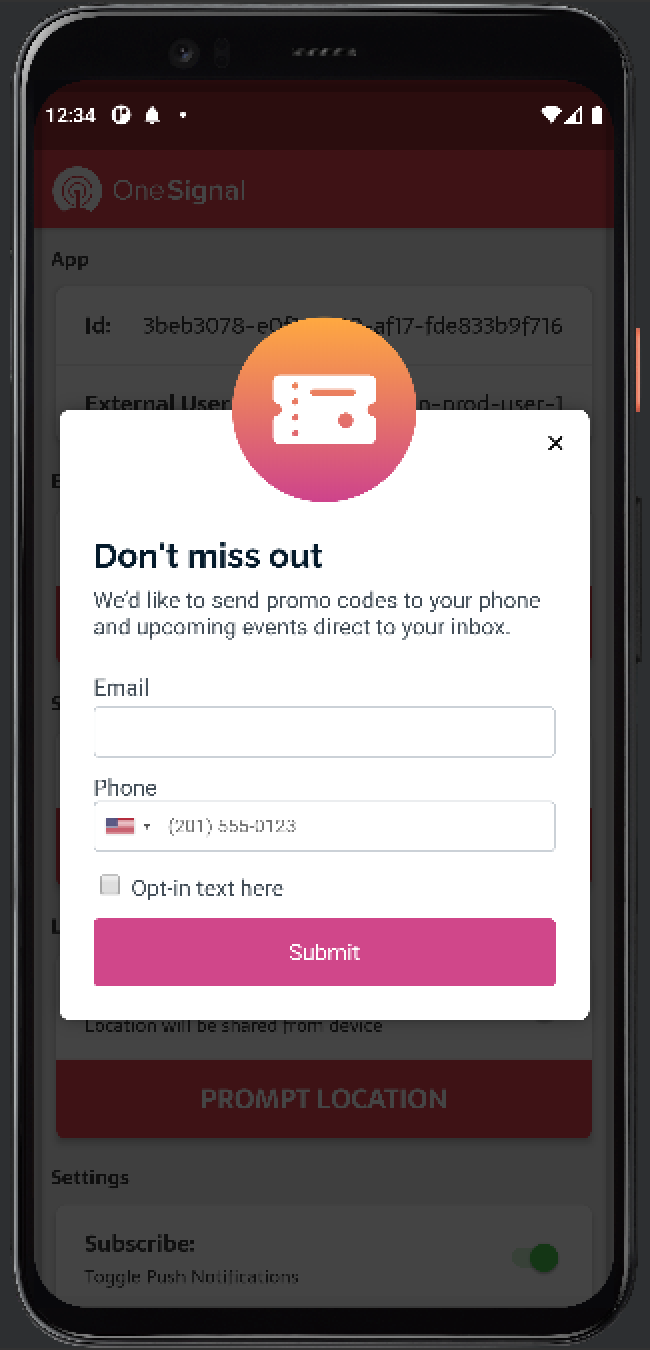 12:34
OneSignal
App
Id: 3beb3078-e0f -af17-fde833b9f716
External User n-prod-user-1
Don't miss out
We'd like to send promo codes to your phone
and upcoming events direct to your inbox.
Email
Phone
(201) 555-0123
Opt-in text here
Submit
Location will be shared from device
PROMPT LOCATION
Settings
Subscribe:
Toggle Push Notifications